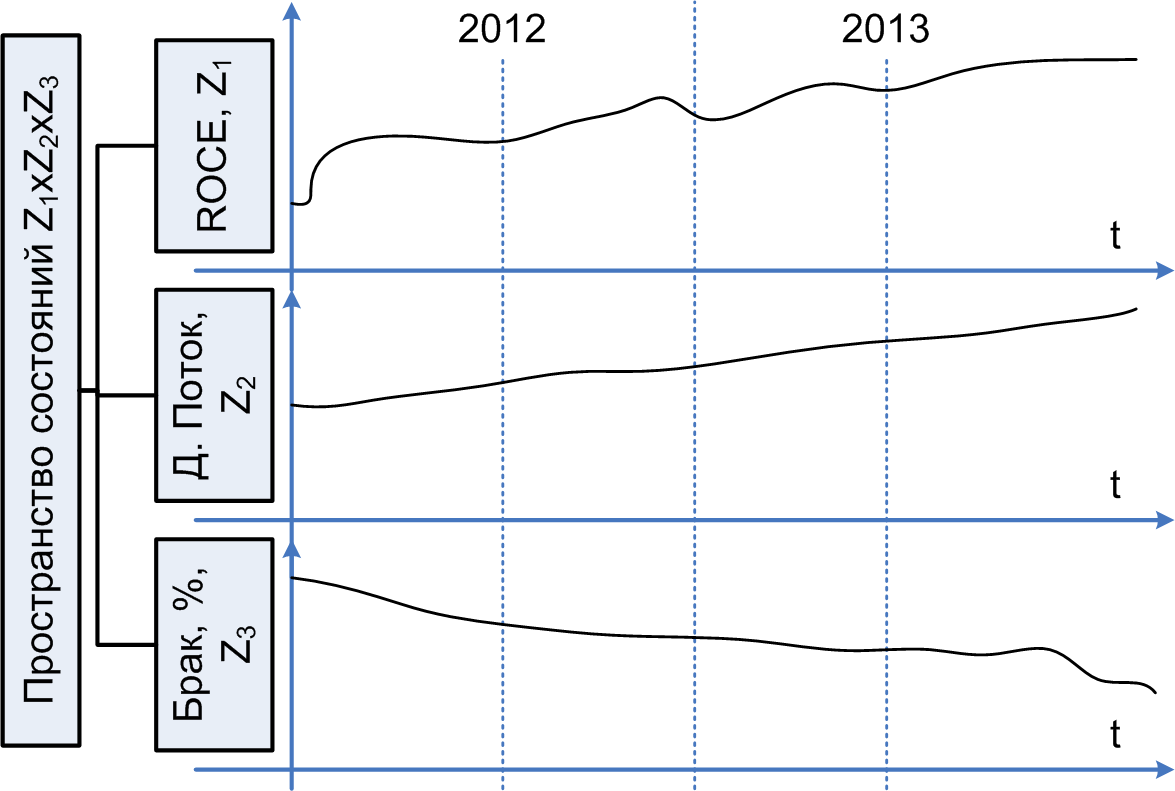 Пространство состояний Z₁xZ₂xZ₃
2012
2013
ROCE, Z₁
t
Д. Поток,
Z₂
t
Брак, %,
Z₃
t